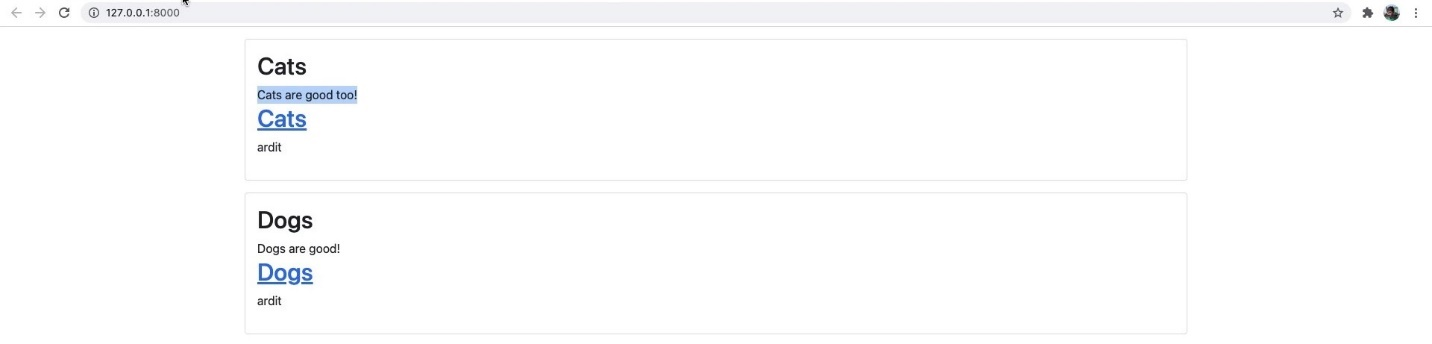 127.0.0.1:8000
Cats
Cats are good too!
Cats
ardit
Dogs
Dogs are good!
Dogs
ardit